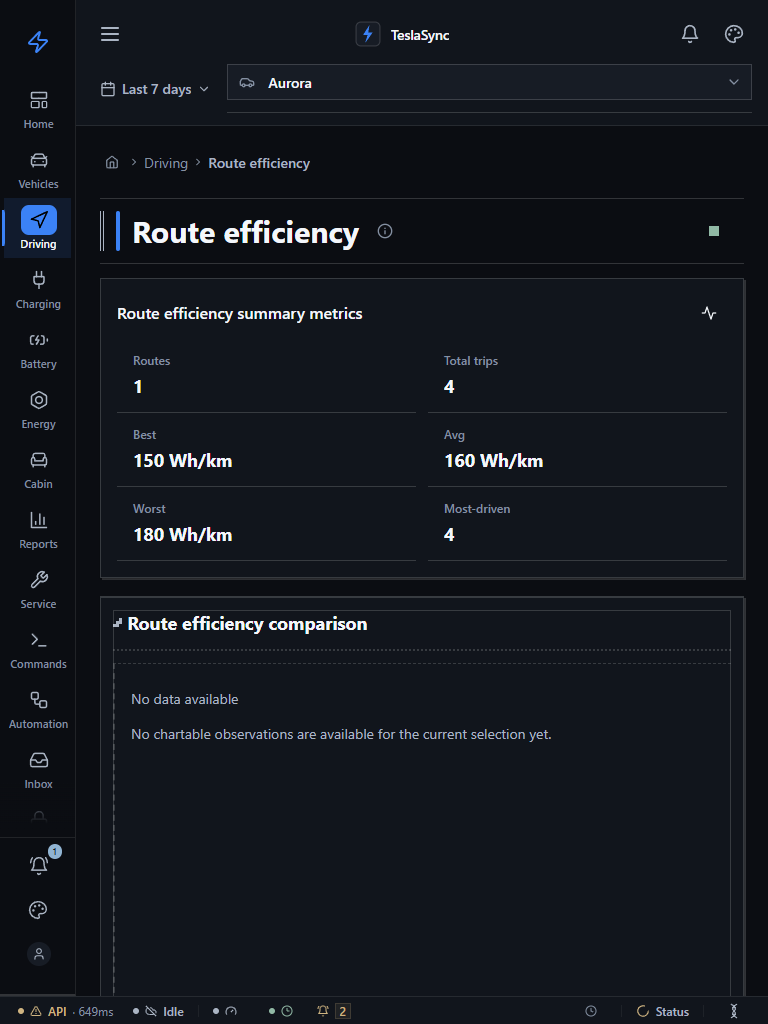 TeslaSync
Last 7 days
Aurora
Home
Vehicles
Driving
Charging
Battery
Energy
Cabin
Reports
Service
Commands
Automation
Inbox
1
Driving
Route efficiency
Route efficiency
Route efficiency summary metrics
Routes
1
Total trips
4
Best
150 Wh/km
Avg
160 Wh/km
Worst
180 Wh/km
Most-driven
4
Route efficiency comparison
No data available
No chartable observations are available for the current selection yet.
API · 649ms
Idle
2
Status